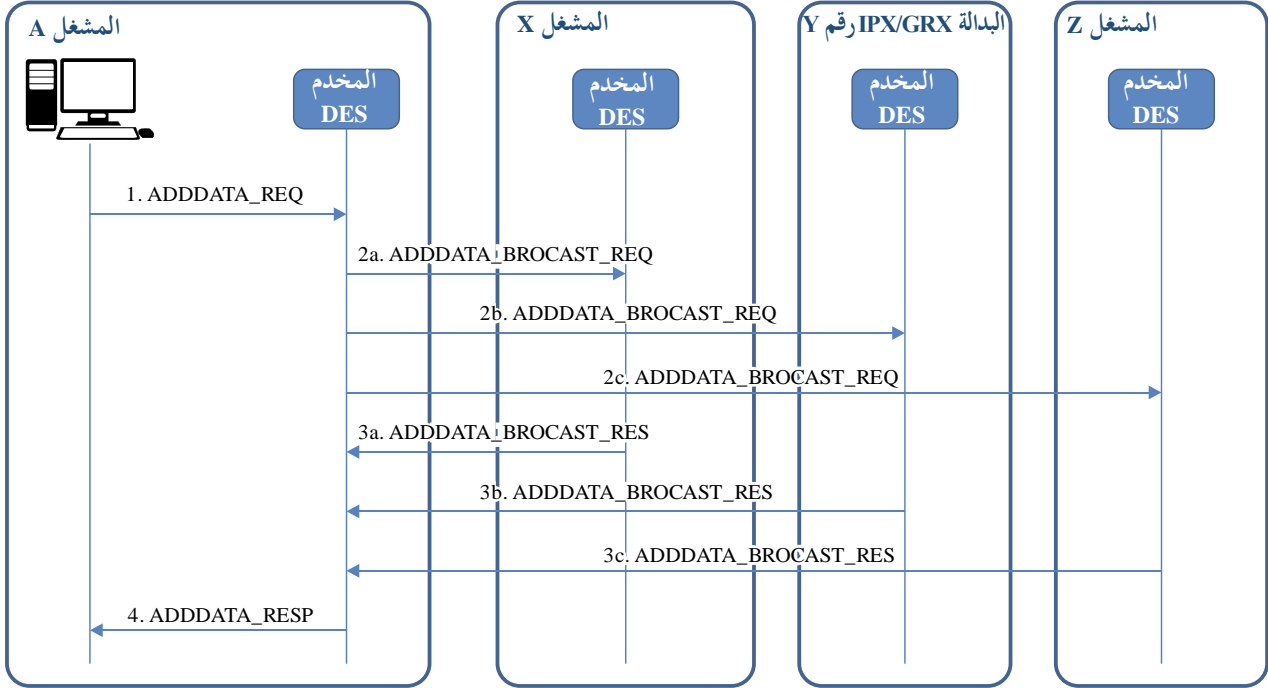 المشغل A
المشغل X
البدالة IPX/GRX رقم Y
المشغل Z
المخدم
DES
المخدم
DES
المخدم
DES
المخدم
DES
1. ADDDATA_REQ
2a. ADDDATA_BROCAST_REQ
2b. ADDDATA_BROCAST_REQ
2c. ADDDATA_BROCAST_REQ
3a. ADDDATA_BROCAST_RES
3b. ADDDATA_BROCAST_RES
3c. ADDDATA_BROCAST_RES
4. ADDDATA_RESP